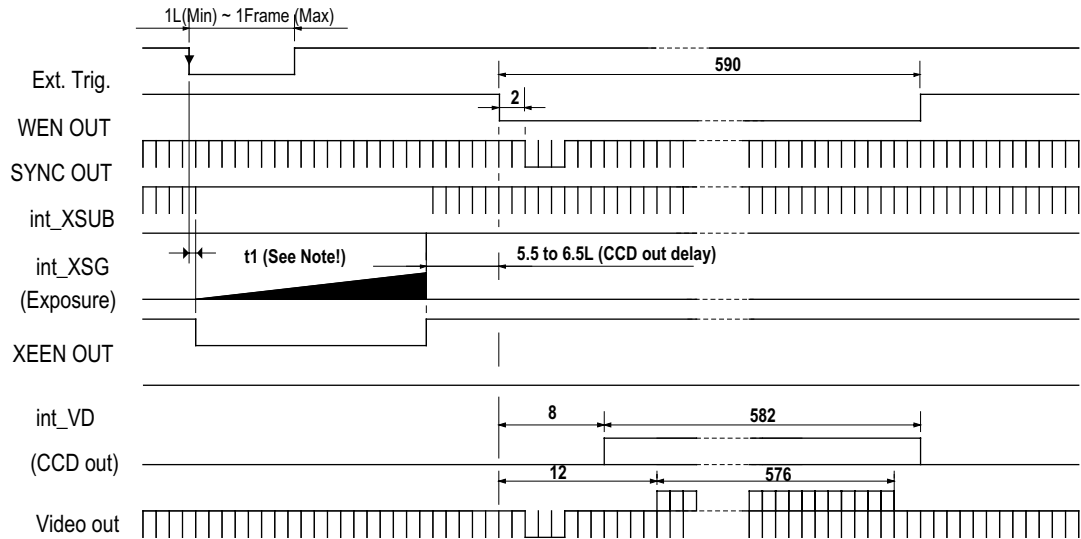 1L(Min) ~ 1Frame (Max)
Ext. Trig.
590
2
WEN OUT
SYNC OUT
int_XSUB
t1 (See Note!)
5.5 to 6.5L (CCD out delay)
int_XSG
(Exposure)
XEEN OUT
int_VD
8
582
(CCD out)
12
576
Video out